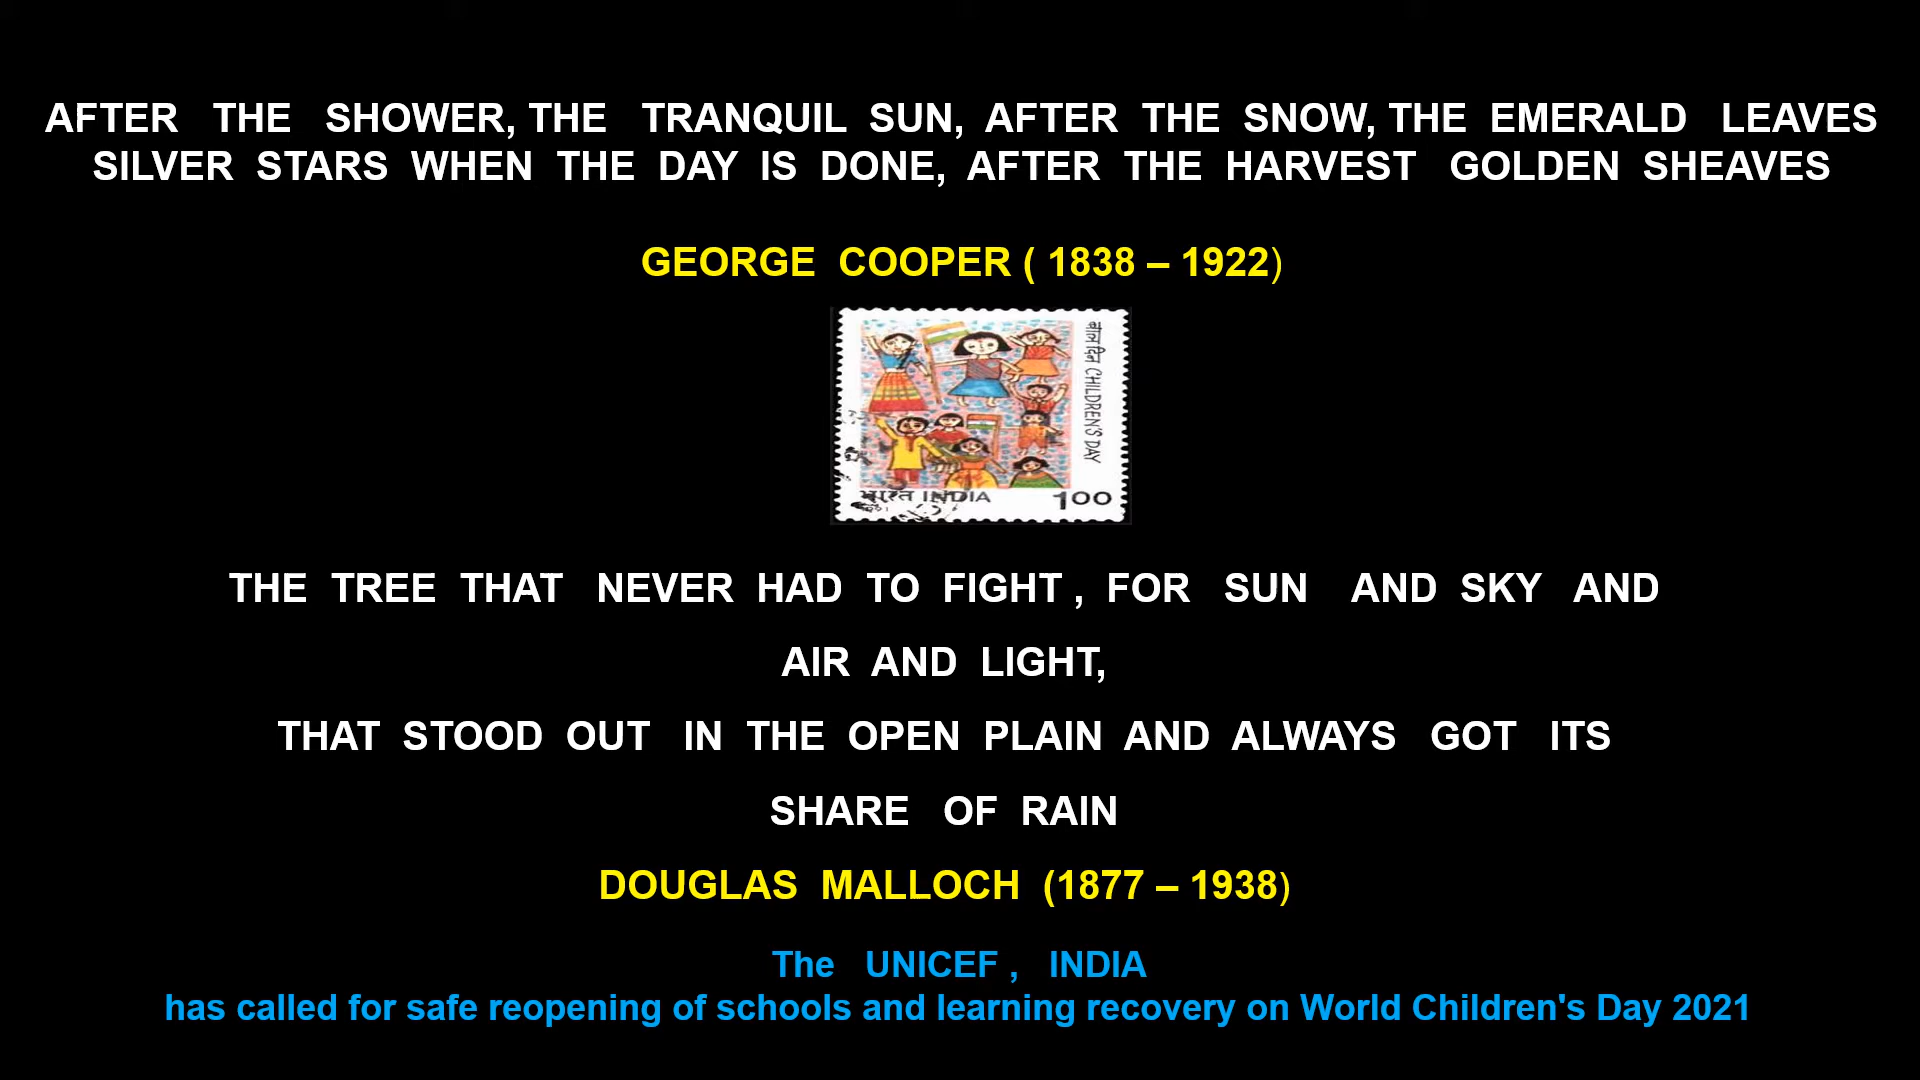 AFTER THE SHOWER, THE TRANQUIL SUN, AFTER THE SNOW, THE EMERALD LEAVES
SILVER STARS WHEN THE DAY IS DONE, AFTER THE HARVEST GOLDEN SHEAVES
GEORGE COOPER ( 1838 – 1922)
बाल दिन CHILDREN'S DAY
भारत INDIA 100
THE TREE THAT NEVER HAD TO FIGHT , FOR SUN AND SKY AND
AIR AND LIGHT,
THAT STOOD OUT IN THE OPEN PLAIN AND ALWAYS GOT ITS
SHARE OF RAIN
DOUGLAS MALLOCH (1877 – 1938)
The UNICEF , INDIA
has called for safe reopening of schools and learning recovery on World Children's Day 2021